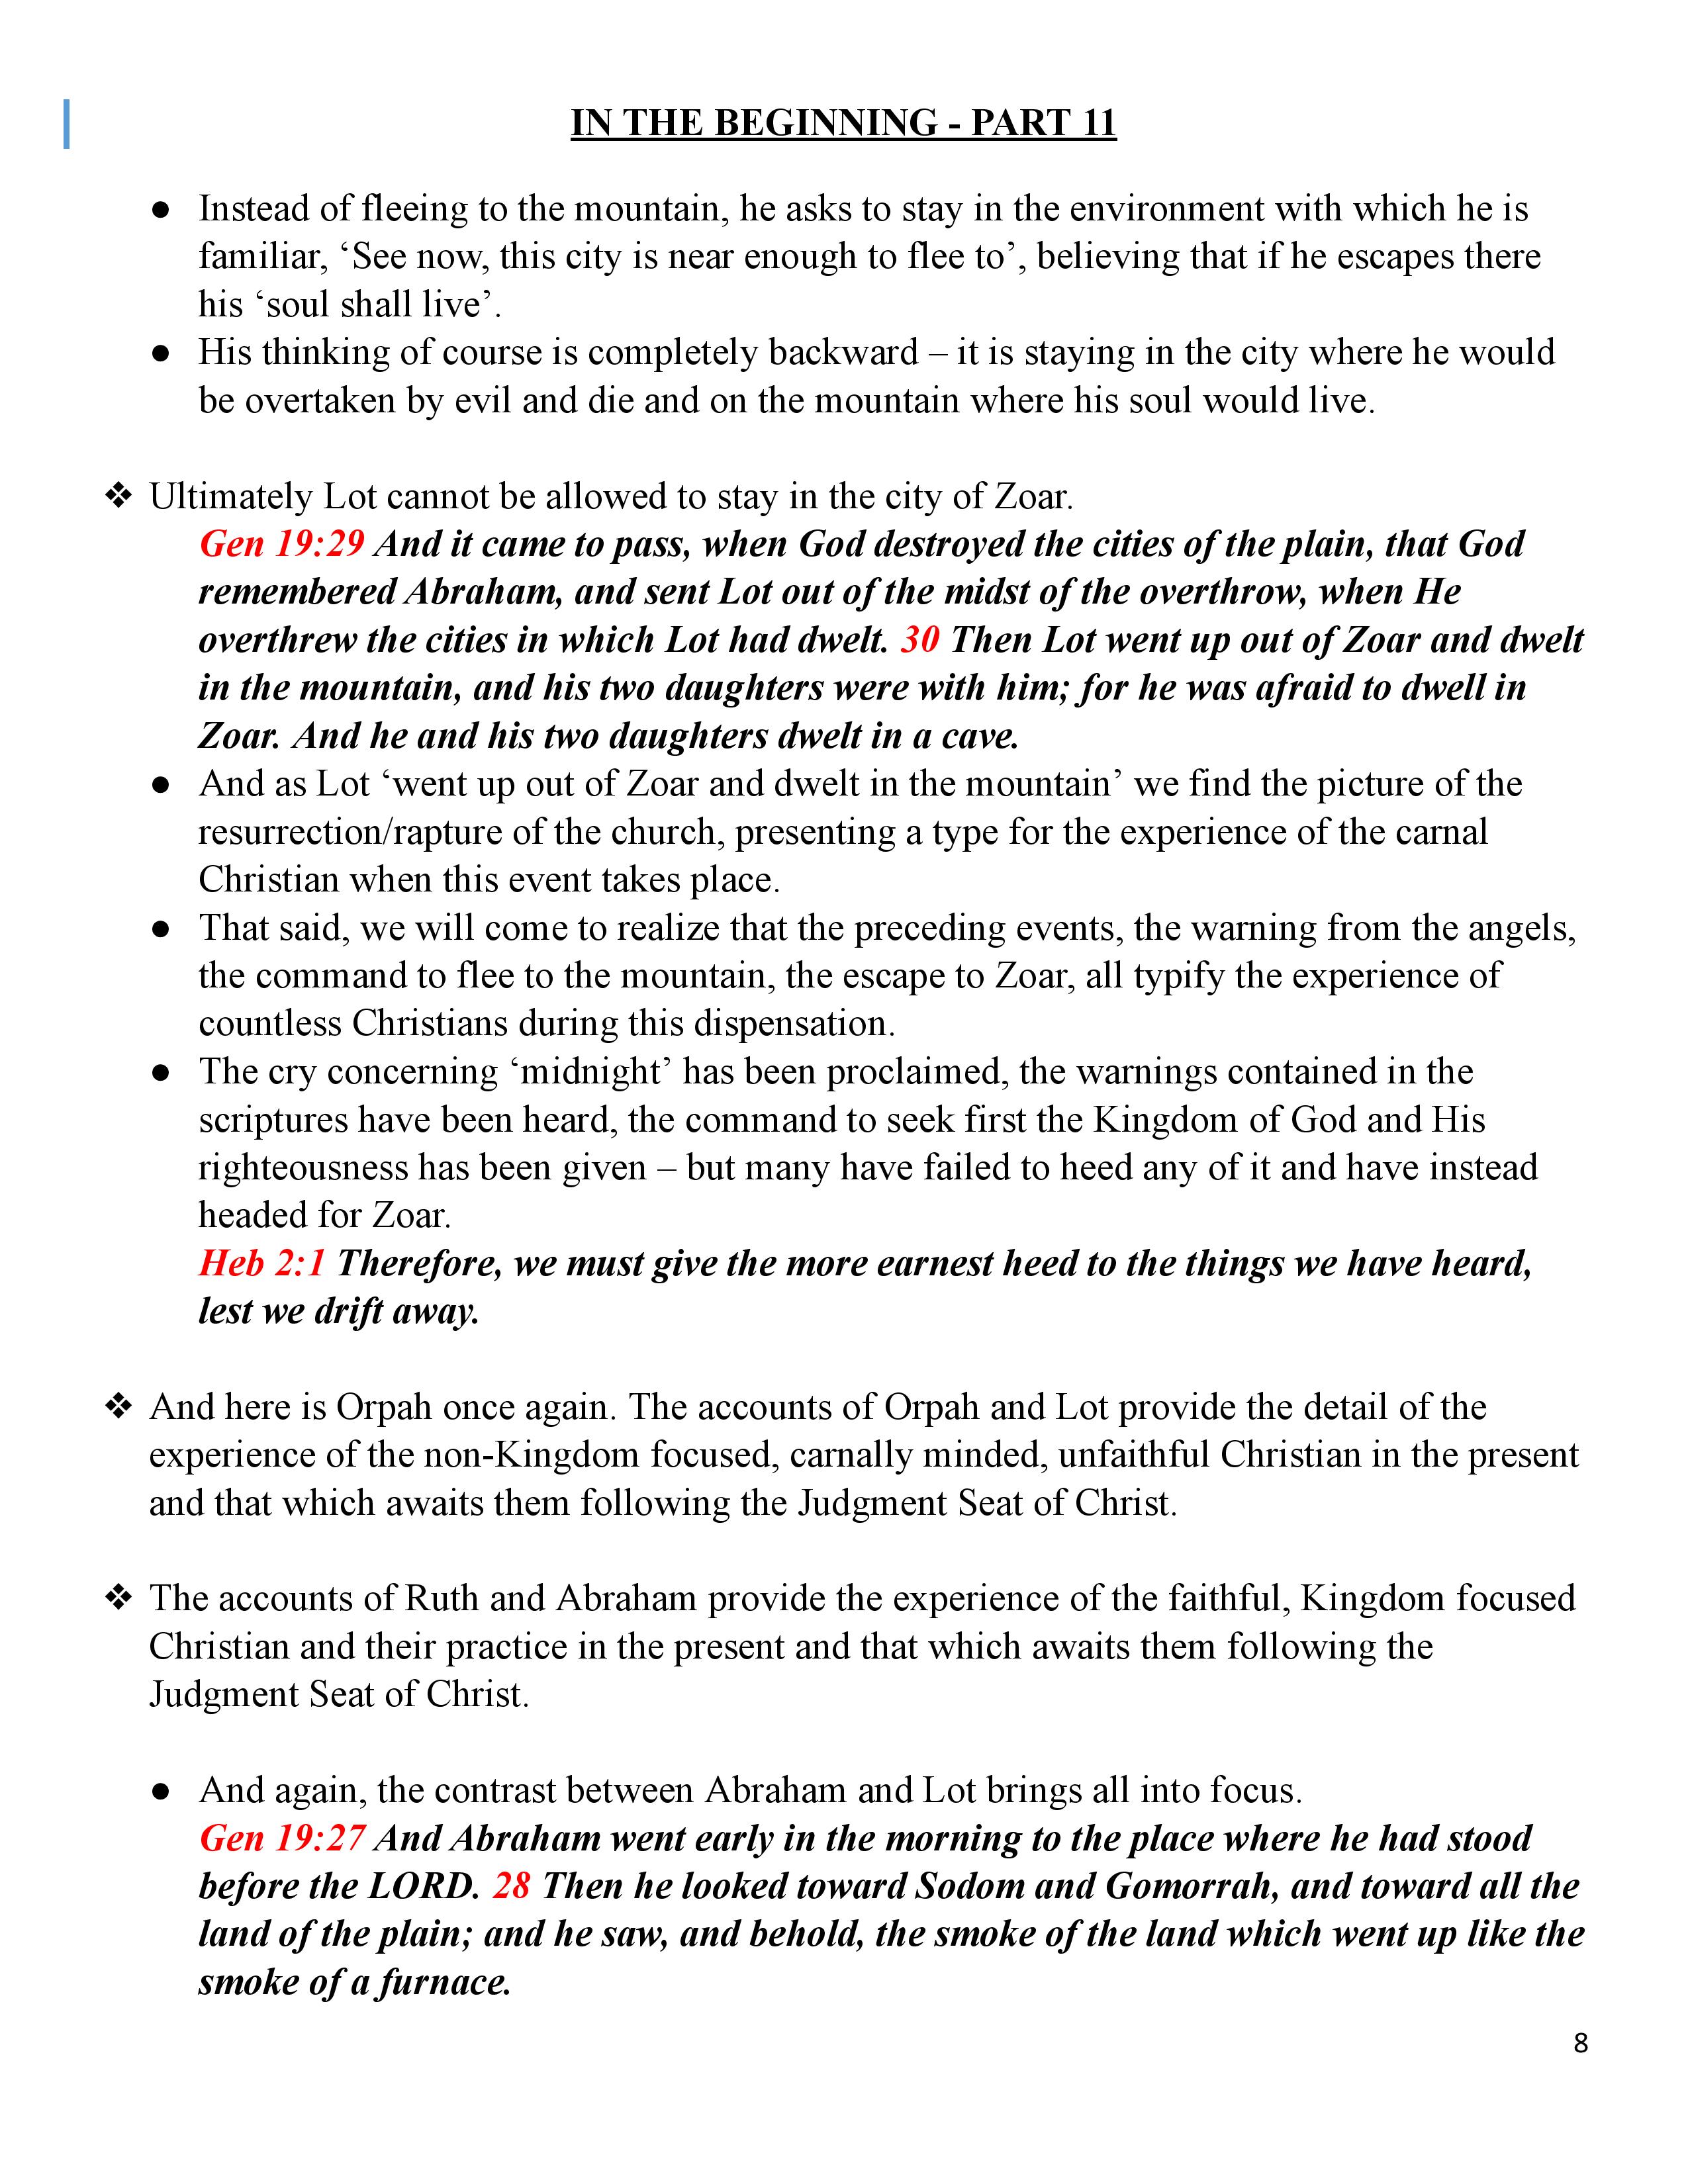 IN THE BEGINNING - PART 11
● Instead of fleeing to the mountain, he asks to stay in the environment with which he is
familiar, ‘See now, this city is near enough to flee to’, believing that if he escapes there
his ‘soul shall live’.
● His thinking of course is completely backward – it is staying in the city where he would
be overtaken by evil and die and on the mountain where his soul would live.
❖ Ultimately Lot cannot be allowed to stay in the city of Zoar.
Gen 19:29 And it came to pass, when God destroyed the cities of the plain, that God
remembered Abraham, and sent Lot out of the midst of the overthrow, when He
overthrew the cities in which Lot had dwelt. 30 Then Lot went up out of Zoar and dwelt
in the mountain, and his two daughters were with him; for he was afraid to dwell in
Zoar. And he and his two daughters dwelt in a cave.
● And as Lot ‘went up out of Zoar and dwelt in the mountain’ we find the picture of the
resurrection/rapture of the church, presenting a type for the experience of the carnal
Christian when this event takes place.
● That said, we will come to realize that the preceding events, the warning from the angels,
the command to flee to the mountain, the escape to Zoar, all typify the experience of
countless Christians during this dispensation.
● The cry concerning ‘midnight’ has been proclaimed, the warnings contained in the
scriptures have been heard, the command to seek first the Kingdom of God and His
righteousness has been given – but many have failed to heed any of it and have instead
headed for Zoar.
Heb 2:1 Therefore, we must give the more earnest heed to the things we have heard,
lest we drift away.
❖ And here is Orpah once again. The accounts of Orpah and Lot provide the detail of the
experience of the non-Kingdom focused, carnally minded, unfaithful Christian in the present
and that which awaits them following the Judgment Seat of Christ.
❖ The accounts of Ruth and Abraham provide the experience of the faithful, Kingdom focused
Christian and their practice in the present and that which awaits them following the
Judgment Seat of Christ.
● And again, the contrast between Abraham and Lot brings all into focus.
Gen 19:27 And Abraham went early in the morning to the place where he had stood
before the LORD. 28 Then he looked toward Sodom and Gomorrah, and toward all the
land of the plain; and he saw, and behold, the smoke of the land which went up like the
smoke of a furnace.
8